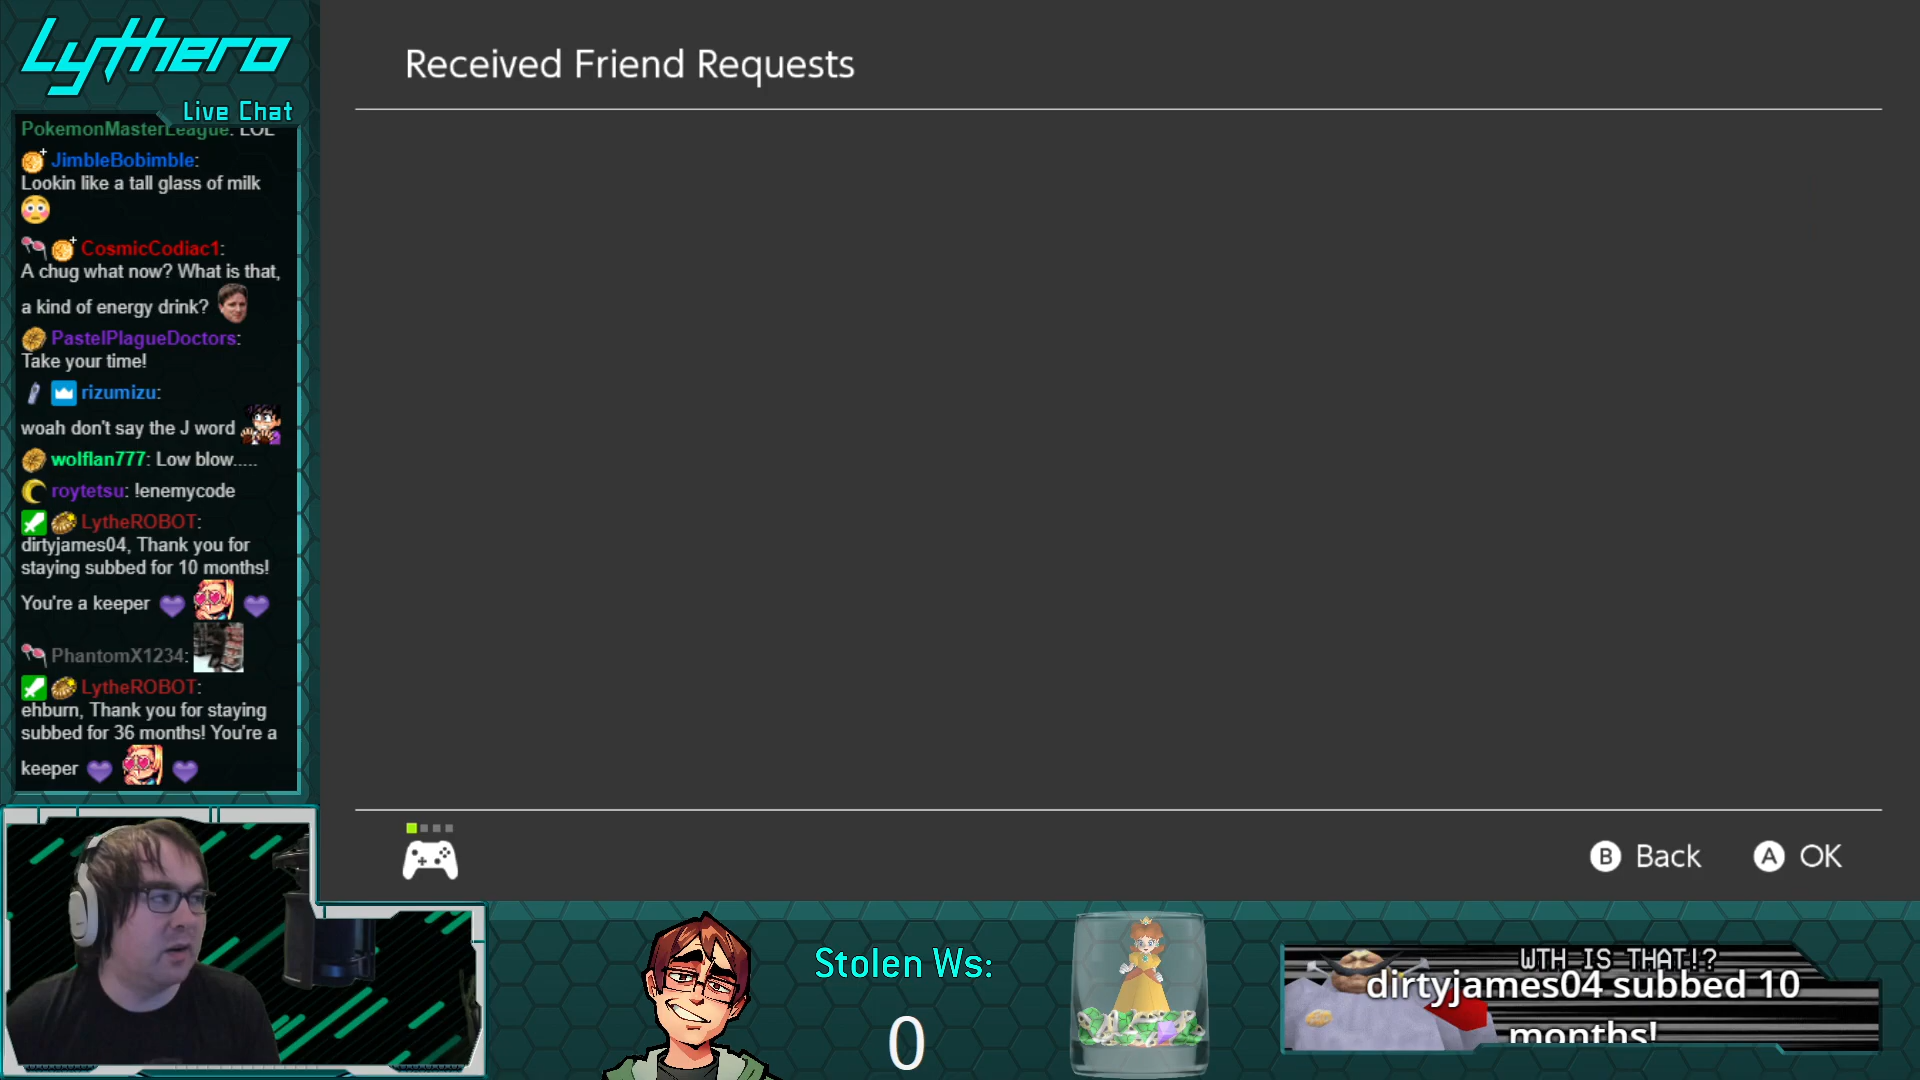 Lythero
Live Chat
PokemonMasterLeague: LOL
JimbleBobimble:
Lookin like a tall glass of milk
CosmicCodiac1:
A chug what now? What is that,
a kind of energy drink?
PastelPlagueDoctors:
Take your time!
rizumizu:
woah don't say the J word
wolflan777: Low blow.....
roytetsu: !enemycode
LytheROBOT:
dirtyjames04, Thank you for
staying subbed for 10 months!
You're a keeper
PhantomX1234:
LytheROBOT:
ehburn, Thank you for staying
subbed for 36 months! You're a
keeper
Received Friend Requests
B Back A OK
Stolen Ws:
0
WTH IS THAT!?
dirtyjames04 subbed 10
months!